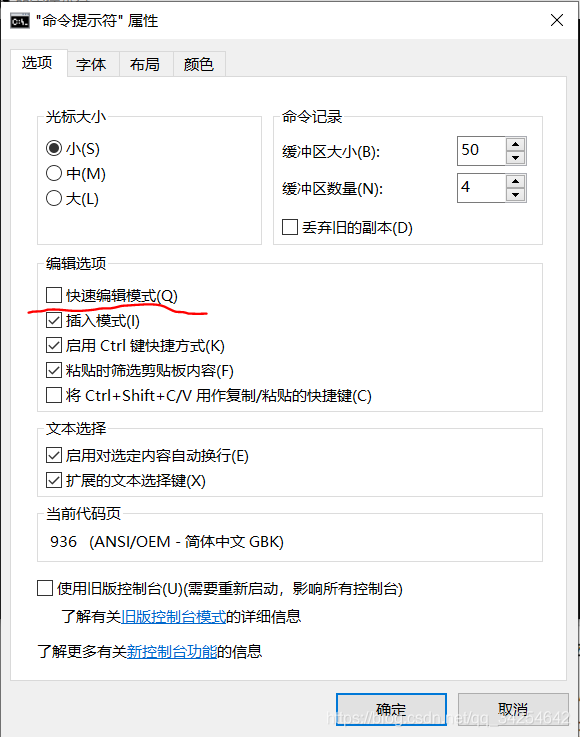 "命令提示符" 属性
选项 字体 布局 颜色
光标大小
小(S)
中(M)
大(L)
命令记录
缓冲区大小(B): 50
缓冲区数量(N): 4
丢弃旧的副本(D)
编辑选项
快速编辑模式(Q)
插入模式(I)
启用 Ctrl 键快捷方式(K)
粘贴时筛选剪贴板内容(F)
将 Ctrl+Shift+C/V 用作复制/粘贴的快捷键(C)
文本选择
启用对选定内容自动换行(E)
扩展的文本选择键(X)
当前代码页
936 (ANSI/OEM - 简体中文 GBK)
使用旧版控制台(U)(需要重新启动，影响所有控制台)
了解有关旧版控制台模式的详细信息
了解更多有关新控制台功能的信息
确定 取消
https://blog.csdn.net/qq_34254642